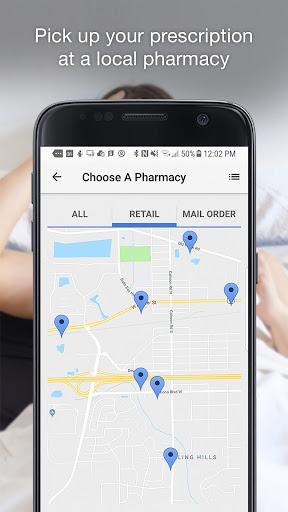 Pick up your prescription
at a local pharmacy
50% 12:02 PM
Choose A Pharmacy
ALL RETAIL MAIL ORDER
LING HILLS